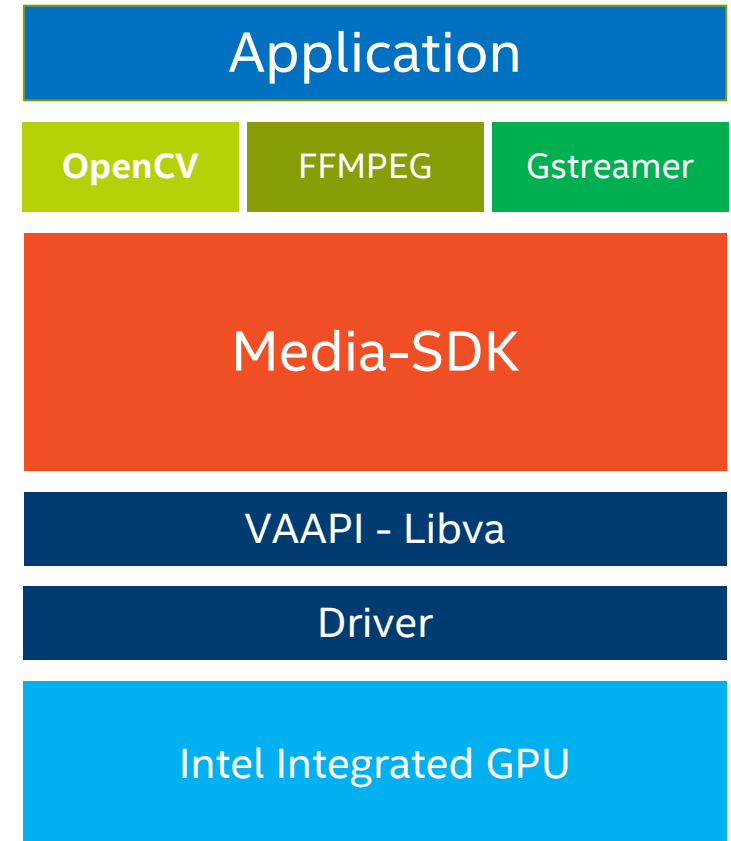 Application
OpenCV
FFMPEG
Gstreamer
Media-SDK
VAAPI - Libva
Driver
Intel Integrated GPU